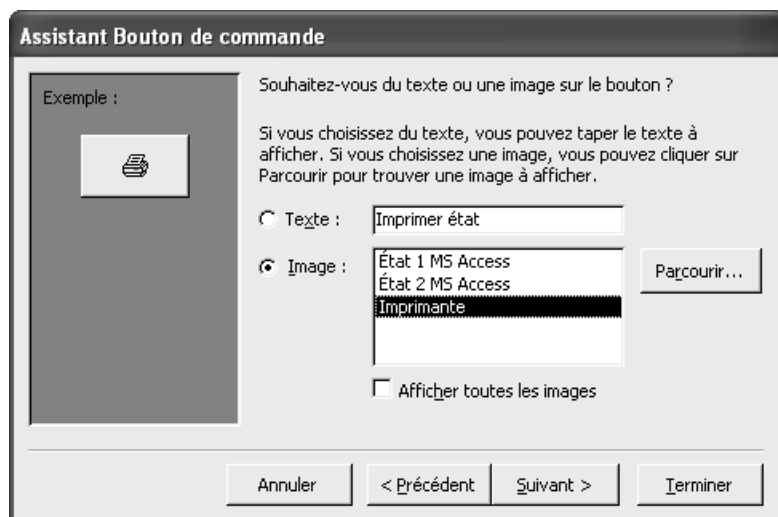 Assistant Bouton de commande
Exemple :
Souhaitez-vous du texte ou une image sur le bouton ?
Si vous choisissez du texte, vous pouvez taper le texte à
afficher. Si vous choisissez une image, vous pouvez cliquer sur
Parcourir pour trouver une image à afficher.
Texte :
Imprimer état
Image :
État 1 MS Access
État 2 MS Access
Imprimante
Parcourir...
Afficher toutes les images
Annuler
< Précédent
Suivant >
Terminer